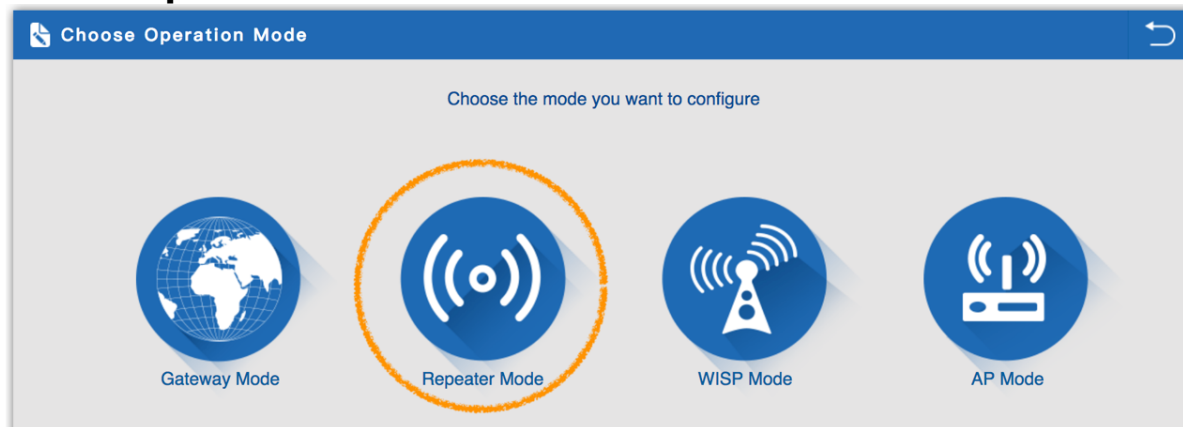 Choose Operation Mode
Choose the mode you want to configure
Gateway Mode Repeater Mode WISP Mode AP Mode